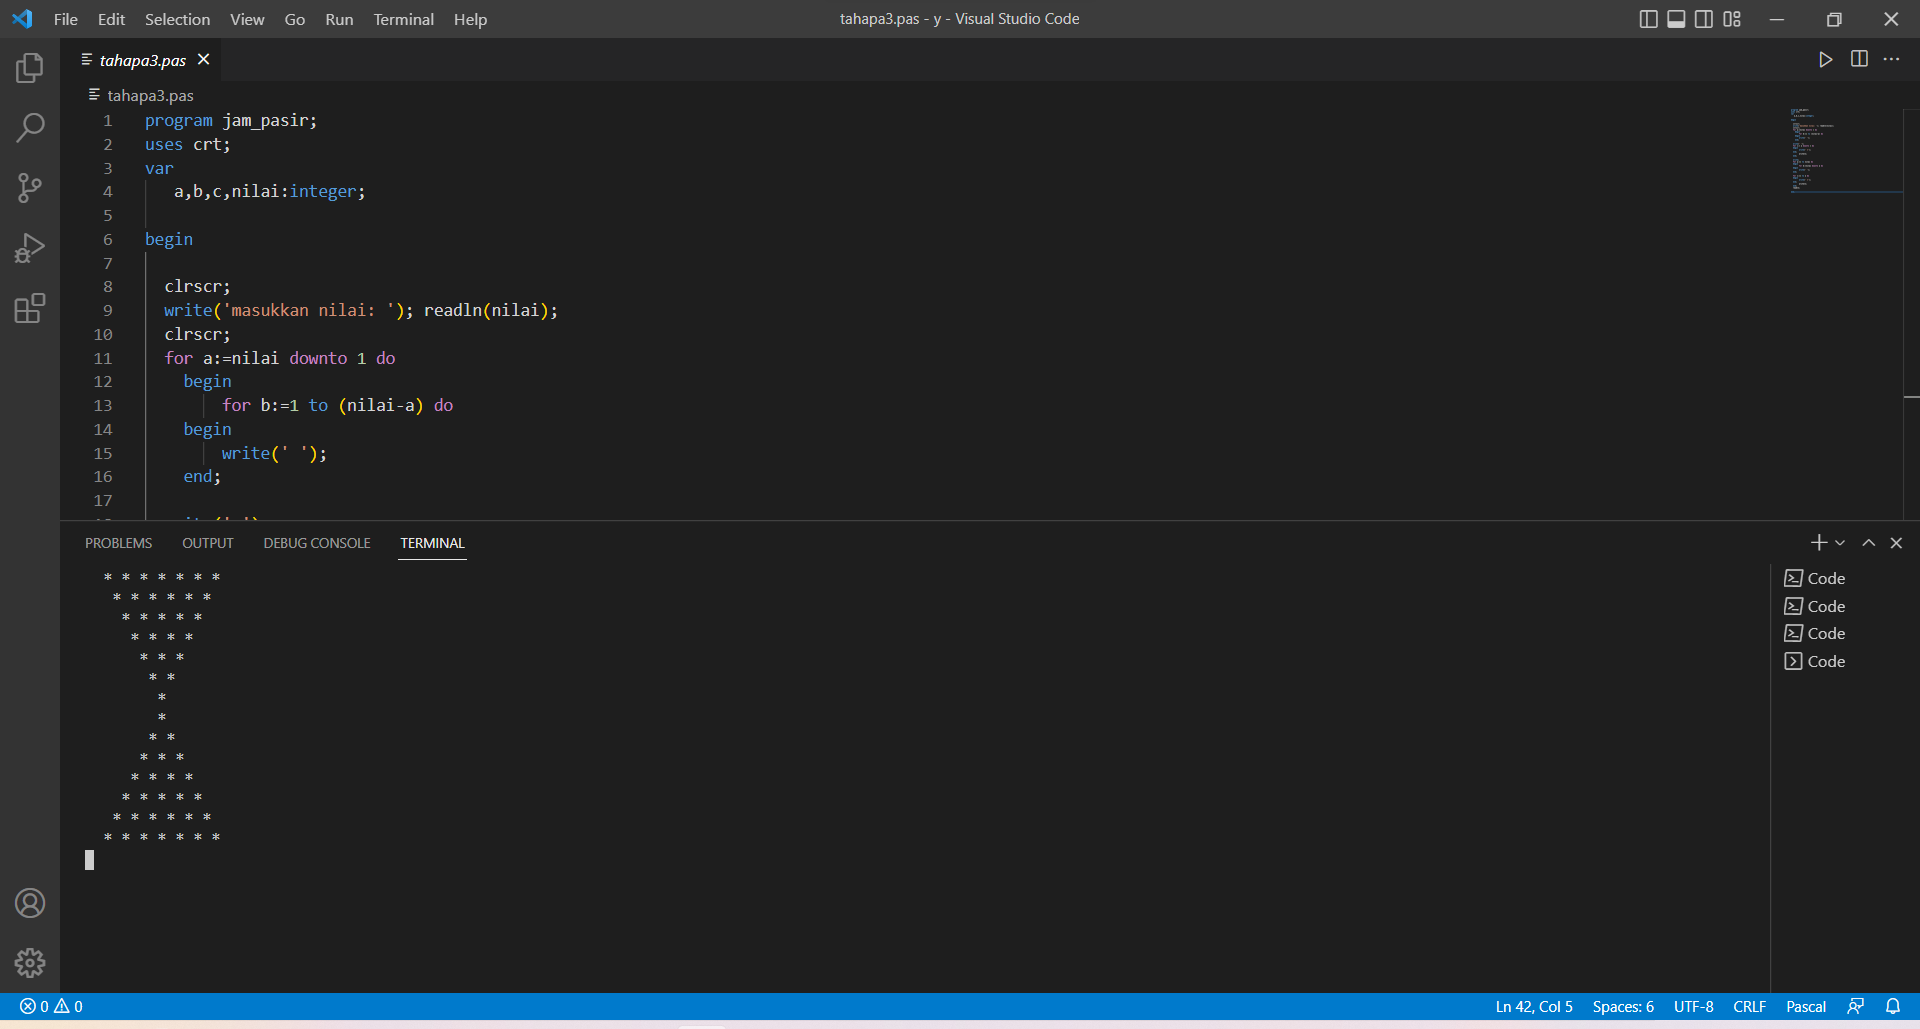 File Edit Selection View Go Run Terminal Help tahapa3.pas - y - Visual Studio Code
tahapa3.pas
tahapa3.pas
1 program jam_pasir;
2 uses crt;
3 var
4 a,b,c,nilai:integer;
5
6 begin
7
8 clrscr;
9 write('masukkan nilai: '); readln(nilai);
10 clrscr;
11 for a:=nilai downto 1 do
12 begin
13 for b:=1 to (nilai-a) do
14 begin
15 write(' ');
16 end;
17
PROBLEMS OUTPUT DEBUG CONSOLE TERMINAL
* * * * * * *
* * * * * *
* * * * *
* * * *
* * *
* *
*
*
* *
* * *
* * * *
* * * * *
* * * * * *
* * * * * * *
Code
Code
Code
Code
0 0 Ln 42, Col 5 Spaces: 6 UTF-8 CRLF Pascal